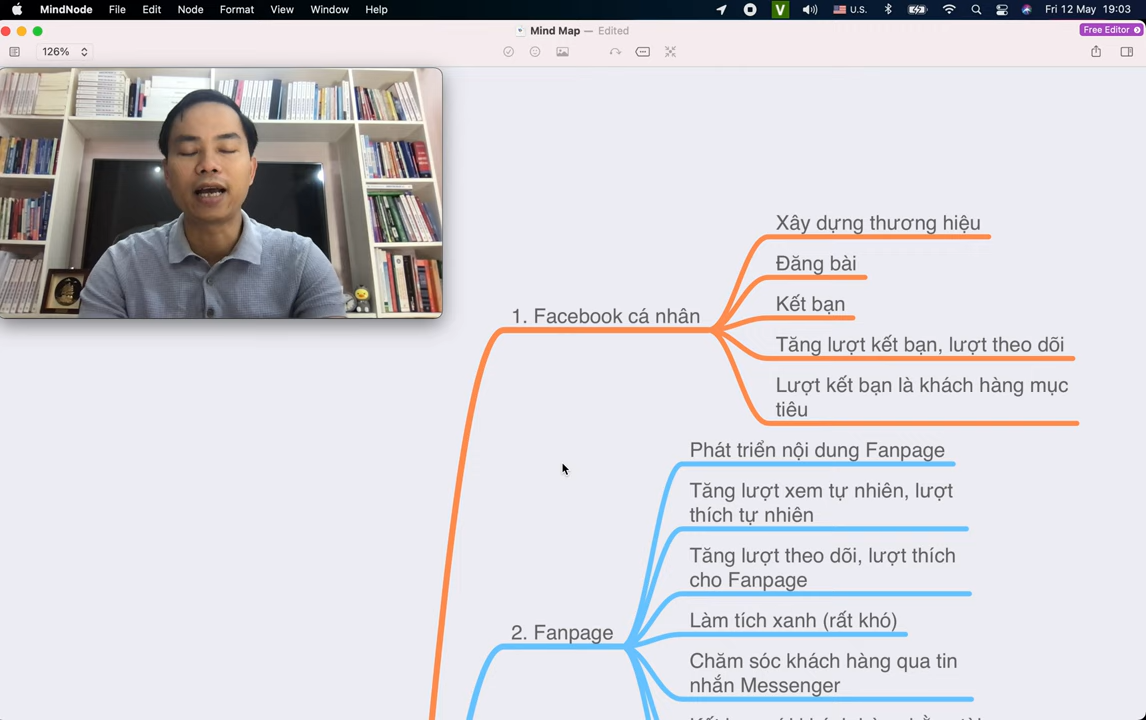 MindNode File Edit Node Format View Window Help
V U.S. Fri 12 May 19:03
Mind Map — Edited
Free Editor
126%
Xây dựng thương hiệu
Đăng bài
Kết bạn
1. Facebook cá nhân
Tăng lượt kết bạn, lượt theo dõi
Lượt kết bạn là khách hàng mục
tiêu
Phát triển nội dung Fanpage
Tăng lượt xem tự nhiên, lượt
thích tự nhiên
Tăng lượt theo dõi, lượt thích
cho Fanpage
Làm tích xanh (rất khó)
2. Fanpage
Chăm sóc khách hàng qua tin
nhắn Messenger